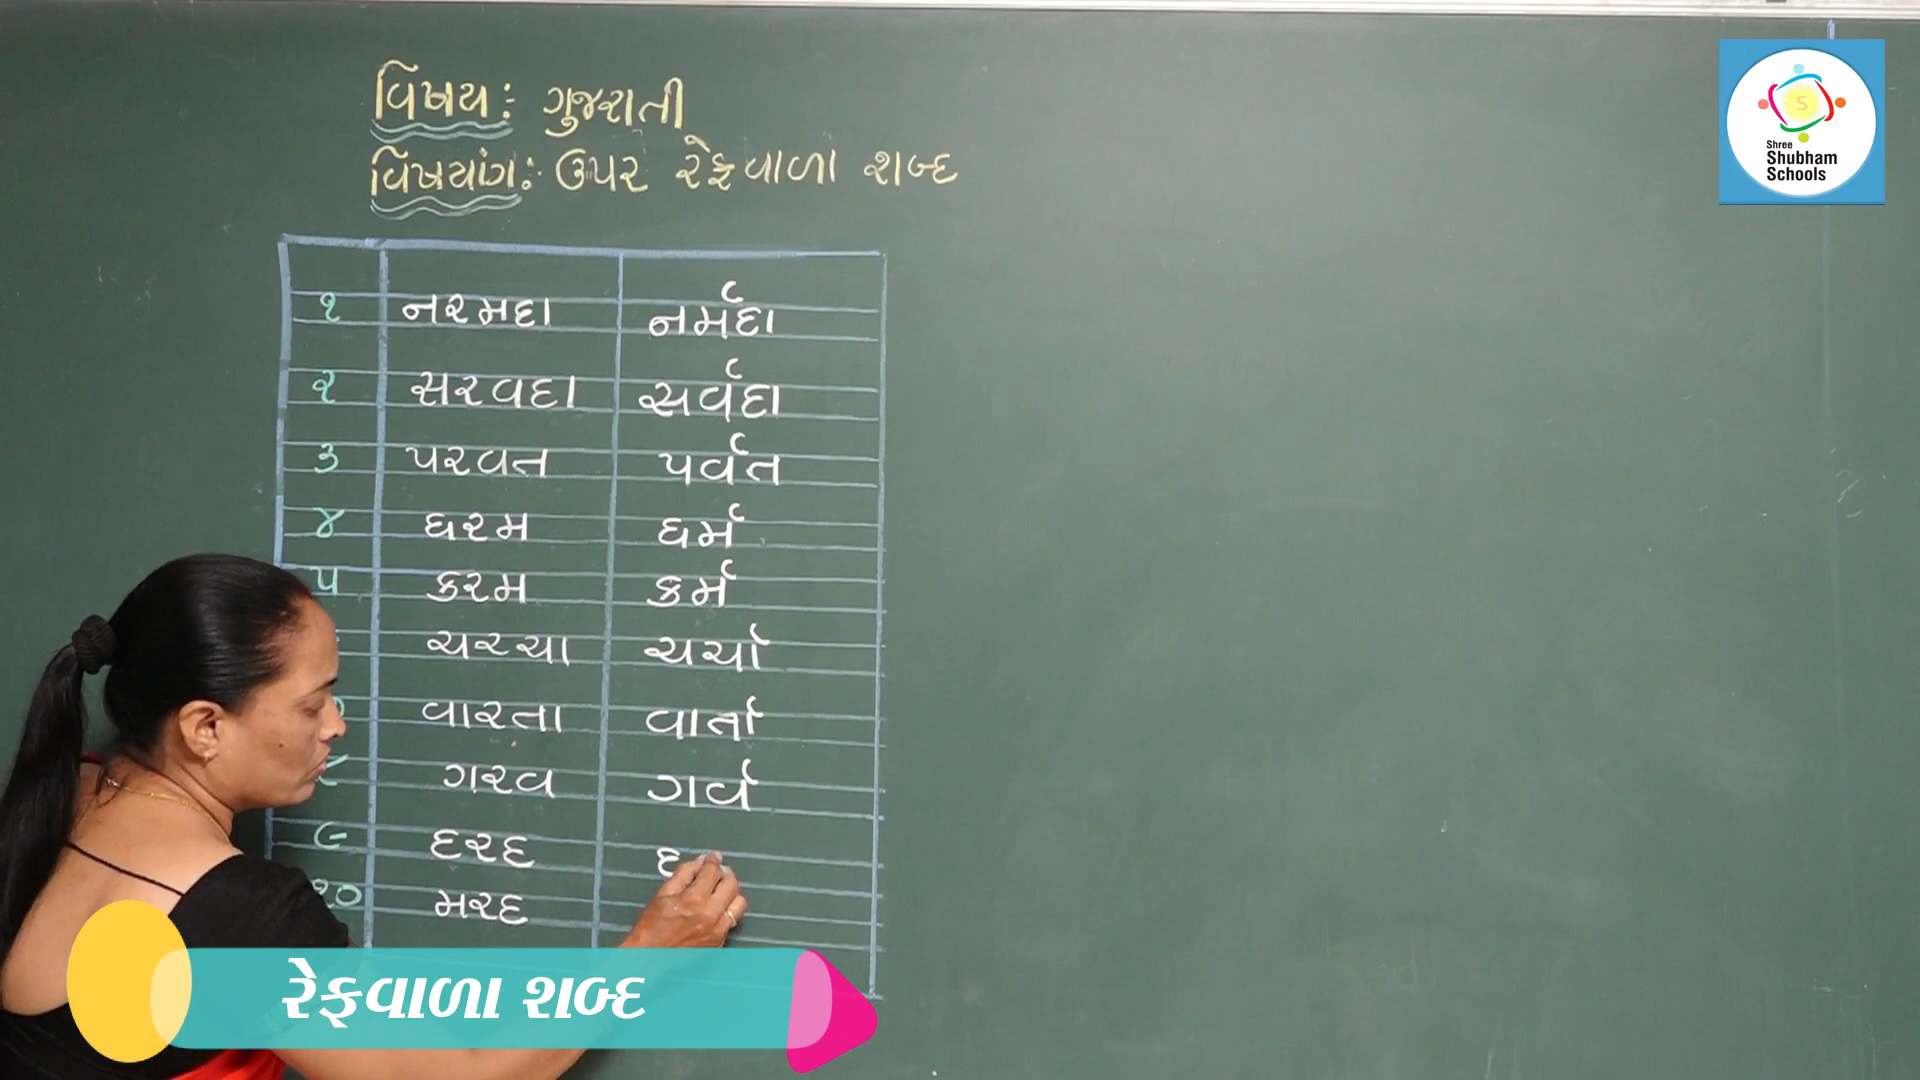 વિષય:- ગુજરાતી
વિષયાંગ:- ઉપર રેફવાળા શબ્દ
Shree
Shubham
Schools
૧ નરમદા નર્મદા
૨ સરવદા સર્વદા
૩ પરવત પર્વત
૪ ધરમ ધર્મ
૫ કરમ કર્મ
ચરચા ચર્ચા
વારતા વાર્તા
૮ ગરવ ગર્વ
૯ દરદ દ
૧૦ મરદ
રેફવાળા શબ્દ